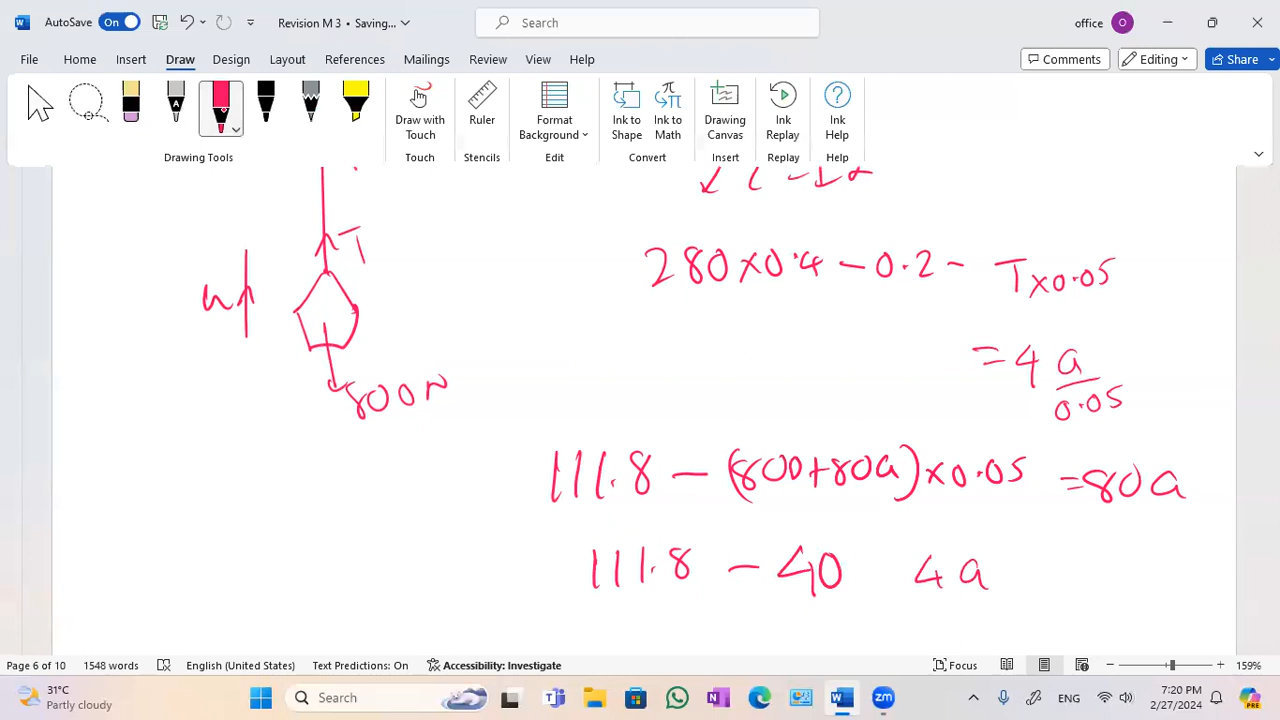 AutoSave On Revision M 3 • Saving... Search office O
File Home Insert Draw Design Layout References Mailings Review View Help Comments Editing Share
A
Draw with Touch Ruler Format Background Ink to Shape Ink to Math Drawing Canvas Ink Replay Ink Help
Drawing Tools Touch Stencils Edit Convert Insert Replay Help
T
280×0.4 - 0.2 - T×0.05
= 4 a
0.05
800N
111.8 - (800+80a)×0.05 = 80a
111.8 - 40 4a
Page 6 of 10 1548 words English (United States) Text Predictions: On Accessibility: Investigate Focus 159%
31°C
Partly cloudy
Search
zm
ENG
7:20 PM
2/27/2024
PRE